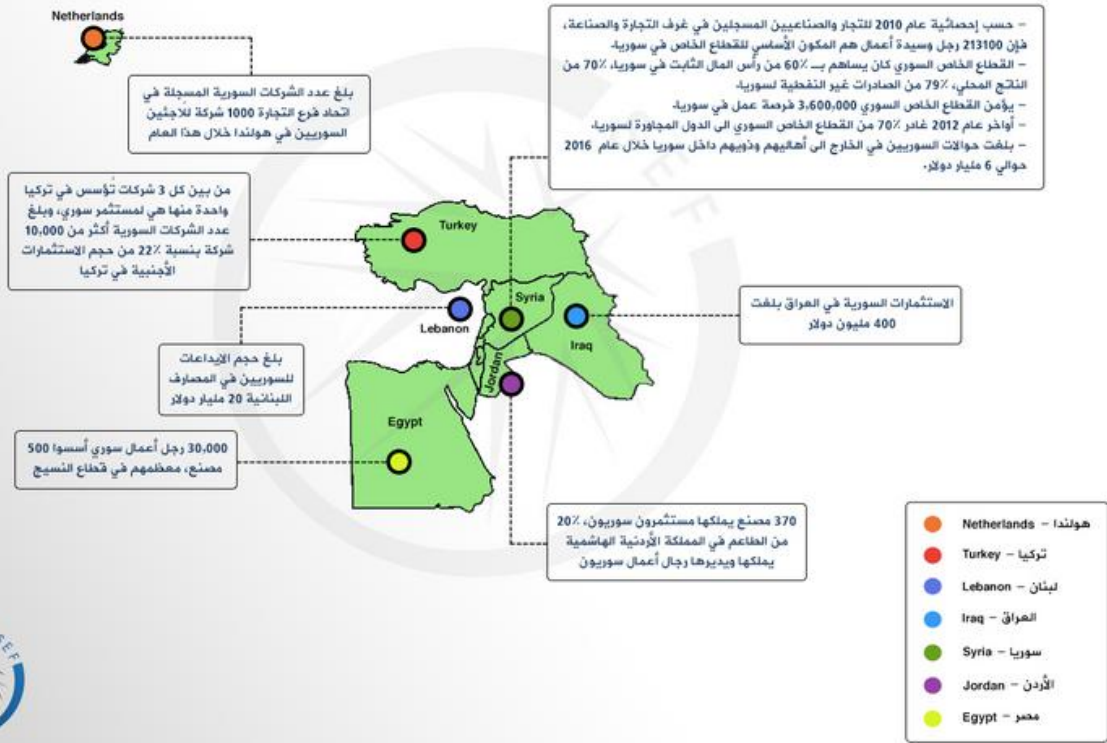 Netherlands
بلغ عدد الشركات السورية المسجلة في
اتحاد فرع التجارة 1000 شركة للاجئين
السوريين في هولندا خلال هذا العام
– حسب إحصائية عام 2010 للتجار والصناعيين المسجلين في غرف التجارة والصناعة،
فإن 213100 رجل وسيدة أعمال هم المكون الأساسي للقطاع الخاص في سوريا.
– القطاع الخاص السوري كان يساهم بـ 60٪ من رأس المال الثابت في سوريا، 70٪ من
الناتج المحلي، 79٪ من الصادرات غير النفطية لسوريا.
– يؤمن القطاع الخاص السوري 3،600،000 فرصة عمل في سوريا.
– أواخر عام 2012 غادر 70٪ من القطاع الخاص السوري الى الدول المجاورة لسوريا.
– بلغت حوالات السوريين في الخارج الى أهاليهم وذويهم داخل سوريا خلال عام 2016
حوالي 6 مليار دولار.
من بين كل 3 شركات تُؤسس في تركيا
واحدة منها هي لمستثمر سوري، وبلغ
عدد الشركات السورية أكثر من 10،000
شركة بنسبة 22٪ من حجم الاستثمارات
الأجنبية في تركيا
Turkey
Syria
Lebanon
Iraq
Jordan
Egypt
الاستثمارات السورية في العراق بلغت
400 مليون دولار
بلغ حجم الايداعات
للسوريين في المصارف
اللبنانية 20 مليار دولار
30،000 رجل أعمال سوري أسسوا 500
مصنع، معظمهم في قطاع النسيج
370 مصنع يملكها مستثمرون سوريون، 20٪
من الطاعم في المملكة الأردنية الهاشمية
يملكها ويديرها رجال أعمال سوريون
هولندا – Netherlands
تركيا – Turkey
لبنان – Lebanon
العراق – Iraq
سوريا – Syria
الأردن – Jordan
مصر – Egypt
SEF